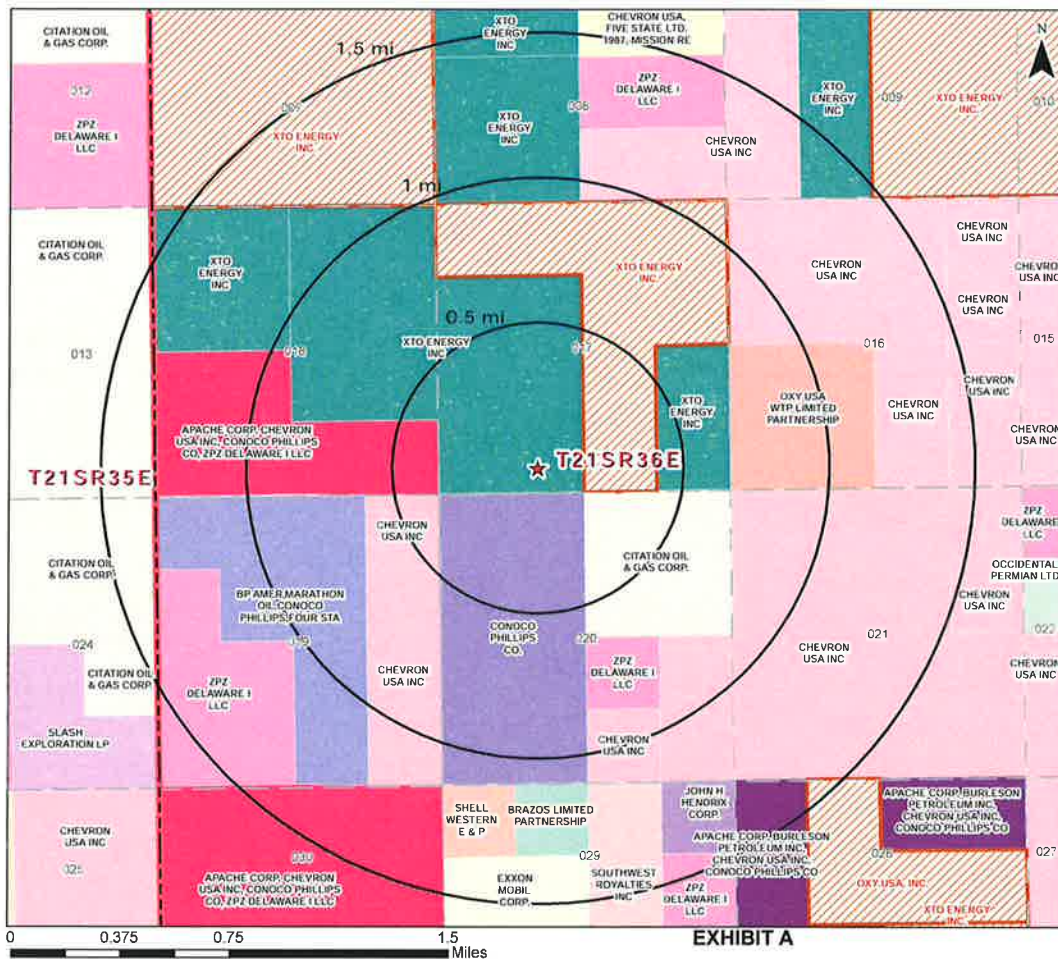 CITATION OIL
& GAS CORP.
XTO
ENERGY
INC
CHEVRON USA,
FIVE STATE LTD.
1987, MISSION RE
N
1.5 mi
012
ZPZ
DELAWARE I
LLC
XTO ENERGY
INC
XTO
ENERGY
INC
008
ZPZ
DELAWARE I
LLC
CHEVRON
USA INC
XTO
ENERGY
INC
009
XTO ENERGY
INC.
010
1 mi
CITATION OIL
& GAS CORP.
XTO
ENERGY
INC
XTO ENERGY
INC.
CHEVRON
USA INC
CHEVRON
USA INC
CHEVRON
USA INC
CHEVRON
USA INC
0.5 mi
013
018
XTO ENERGY
INC
016
015
XTO
ENERGY
INC
OXY USA
WTP LIMITED
PARTNERSHIP
CHEVRON
USA INC
CHEVRON
USA INC
CHEVRON
USA INC
APACHE CORP, CHEVRON
USA INC, CONOCO PHILLIPS
CO, ZPZ DELAWARE I LLC
T21SR35E
T21SR36E
CHEVRON
USA INC
CITATION OIL
& GAS CORP.
CITATION OIL
& GAS CORP.
ZPZ
DELAWARE I
LLC
OCCIDENTAL
PERMIAN LTD
CHEVRON
USA INC
BP AMER, MARATHON
OIL, CONOCO
PHILLIPS, FOUR STA
CONOCO
PHILLIPS
CO.
024
020
021
022
CHEVRON
USA INC
CHEVRON
USA INC
CITATION OIL
& GAS CORP.
ZPZ
DELAWARE I
LLC
CHEVRON
USA INC
ZPZ
DELAWARE I
LLC
SLASH
EXPLORATION LP
CHEVRON
USA INC
CHEVRON
USA INC
025
030
APACHE CORP, CHEVRON
USA INC, CONOCO PHILLIPS
CO, ZPZ DELAWARE I LLC
SHELL
WESTERN
E & P
BRAZOS LIMITED
PARTNERSHIP
JOHN H
HENDRIX
CORP.
APACHE CORP, BURLESON
PETROLEUM INC,
CHEVRON USA INC,
CONOCO PHILLIPS CO
APACHE CORP, BURLESON
PETROLEUM INC,
CHEVRON USA INC,
CONOCO PHILLIPS CO
029
026
027
EXXON
MOBIL
CORP.
SOUTHWEST
ROYALTIES
INC
ZPZ
DELAWARE I
LLC
OXY USA, INC.
XTO ENERGY
INC
0 0.375 0.75 1.5
Miles
EXHIBIT A